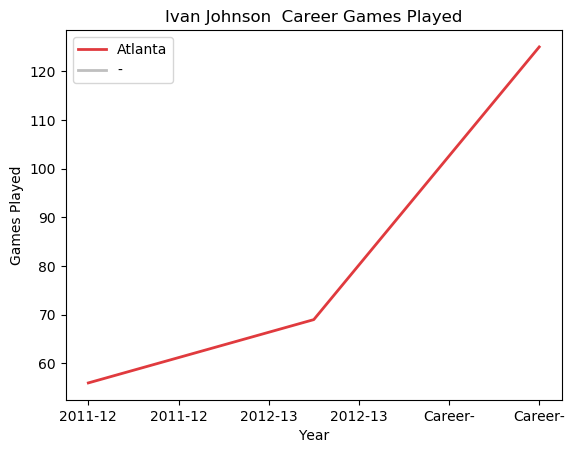 Ivan Johnson  Career Games Played
Atlanta
-
120
110
100
90
80
70
60
Games Played
2011-12 2011-12 2012-13 2012-13 Career- Career-
Year